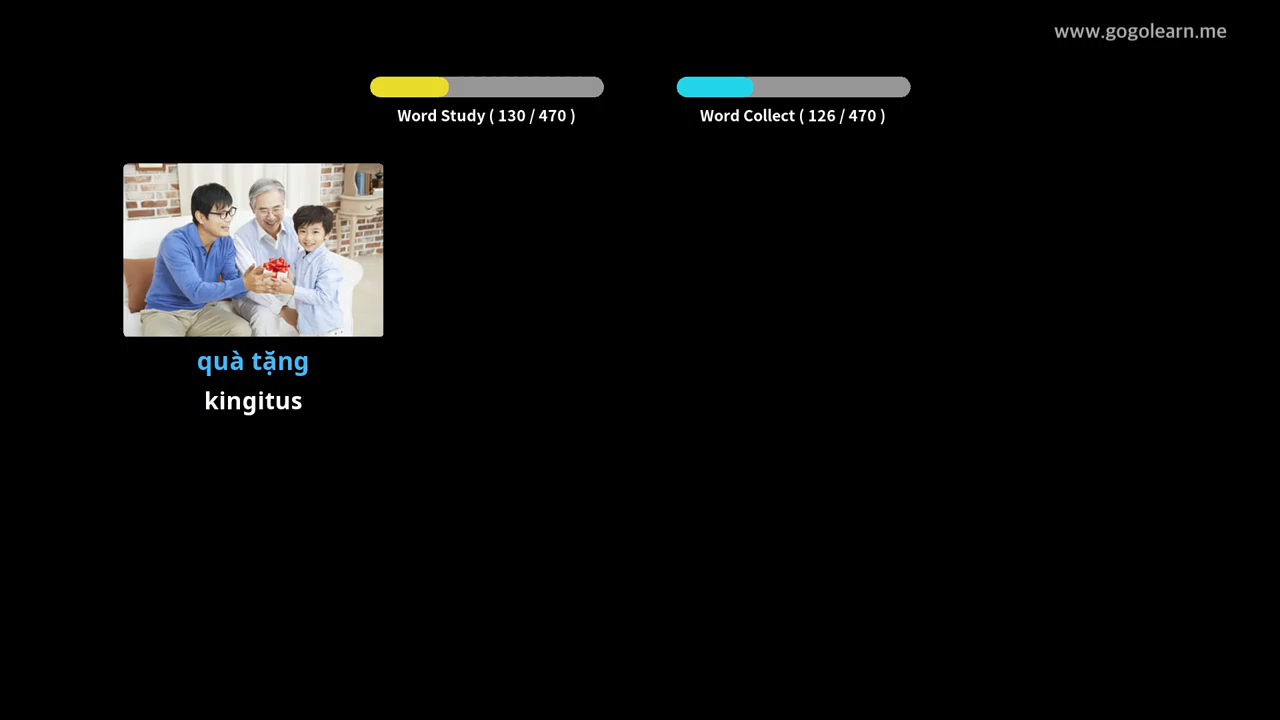 www.gogolearn.me
Word Study ( 130 / 470 )
Word Collect ( 126 / 470 )
quà tặng
kingitus